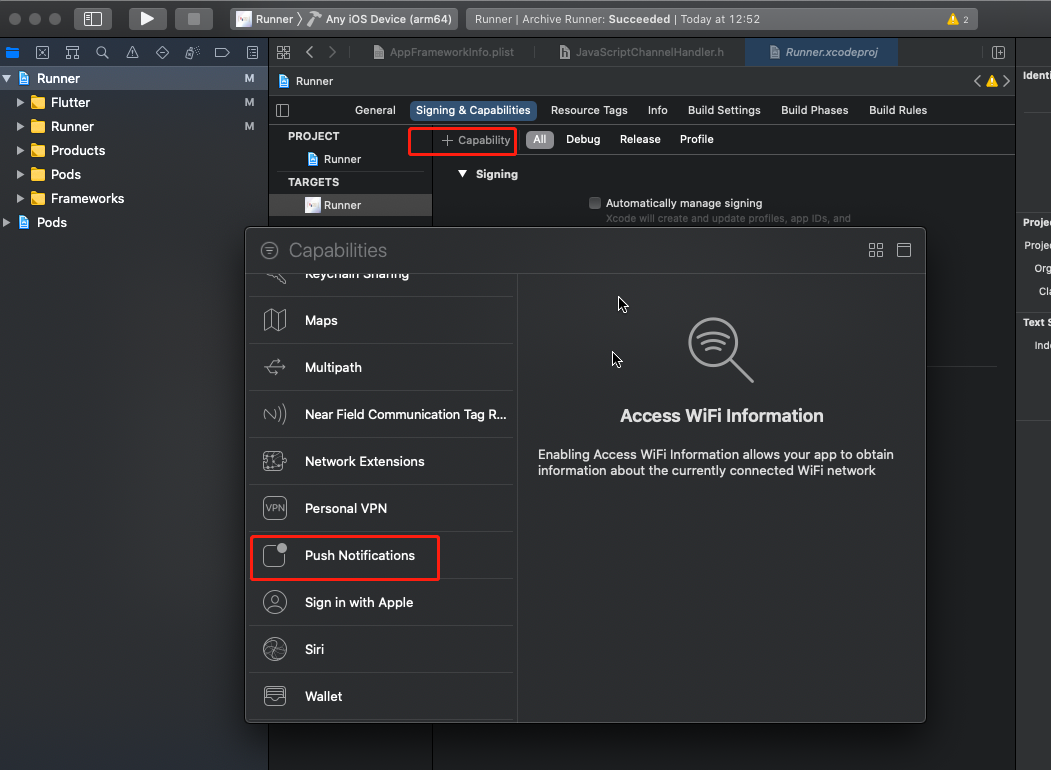 Runner › Any iOS Device (arm64)
Runner | Archive Runner: Succeeded | Today at 12:52
2
AppFrameworkInfo.plist
JavaScriptChannelHandler.h
Runner.xcodeproj
Runner M
Flutter M
Runner M
Products
Pods
Frameworks
Pods
Runner
General
Signing & Capabilities
Resource Tags
Info
Build Settings
Build Phases
Build Rules
PROJECT
Runner
TARGETS
Runner
+ Capability
All
Debug
Release
Profile
Signing
Automatically manage signing
Xcode will create and update profiles, app IDs, and
Capabilities
Keychain Sharing
Maps
Multipath
Near Field Communication Tag R...
Network Extensions
VPN
Personal VPN
Push Notifications
Sign in with Apple
Siri
Wallet
Access WiFi Information
Enabling Access WiFi Information allows your app to obtain
information about the currently connected WiFi network
Identi
Projec
Projec
Org
Cla
Text S
Inde